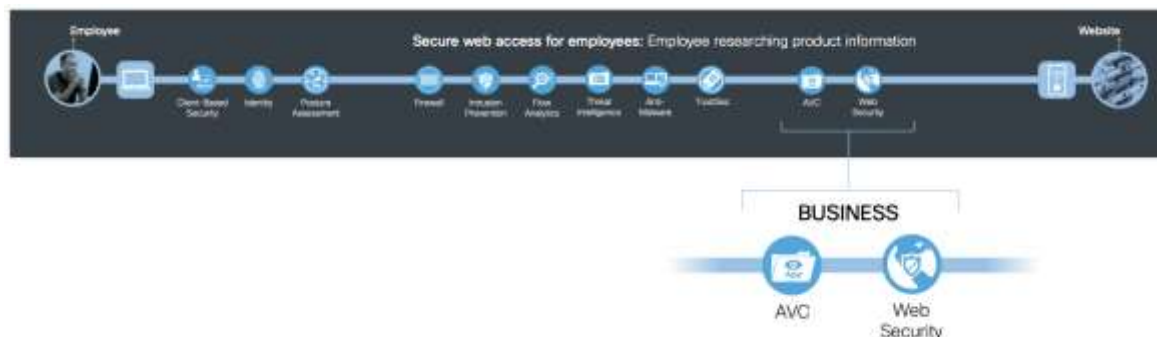 Employee
Website
Secure web access for employees: Employee researching product information
Client-Based
Security
Identity
Posture
Assessment
Firewall
Intrusion
Prevention
Flow
Analytics
Threat
Intelligence
Anti-
Malware
TrustSec
AVC
Web
Security
BUSINESS
AVC
Web
Security